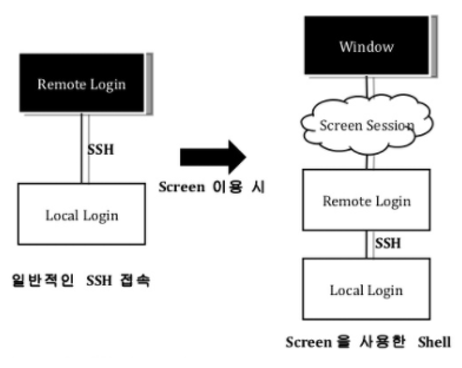 Remote Login
SSH
Local Login
일반적인 SSH 접속
Screen 이용 시
Window
Screen Session
Remote Login
SSH
Local Login
Screen 을 사용한 Shell